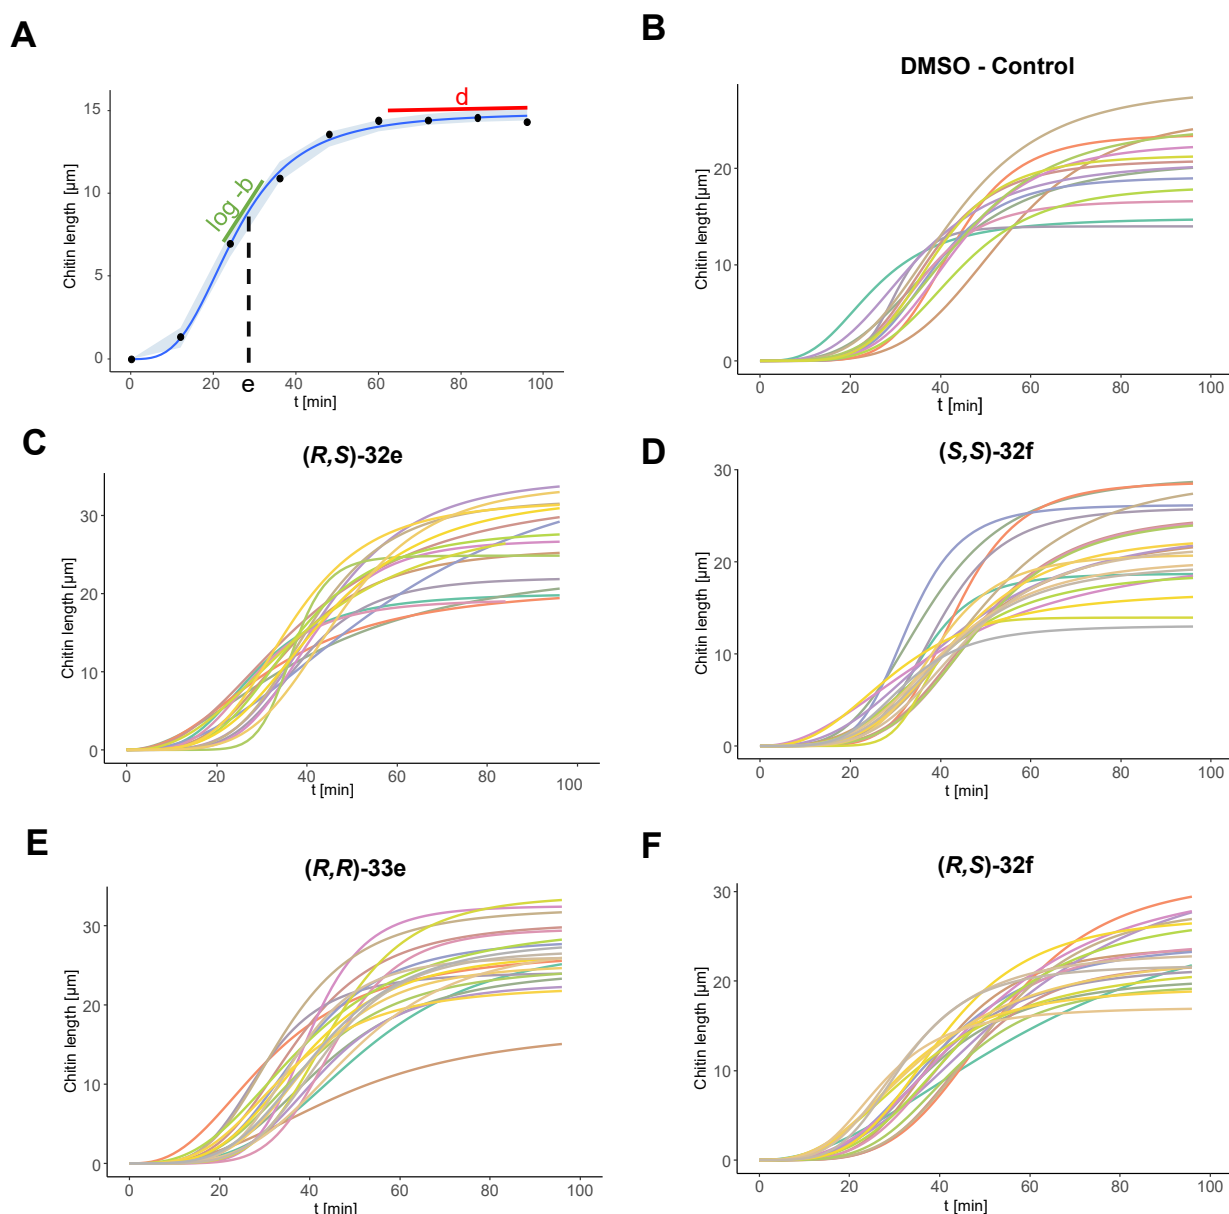 A
d
log -b
15
10
5
0
Chitin length [µm]
0 20 40 60 80 100
e
t [min]
B
DMSO - Control
20
10
0
Chitin length [µm]
0 20 40 60 80 100
t [min]
C
(R,S)-32e
30
20
10
0
Chitin length [µm]
0 20 40 60 80 100
t [min]
D
(S,S)-32f
30
20
10
0
Chitin length [µm]
0 20 40 60 80 100
t [min]
E
(R,R)-33e
30
20
10
0
Chitin length [µm]
0 20 40 60 80 100
t [min]
F
(R,S)-32f
30
20
10
0
Chitin length [µm]
0 20 40 60 80 100
t [min]